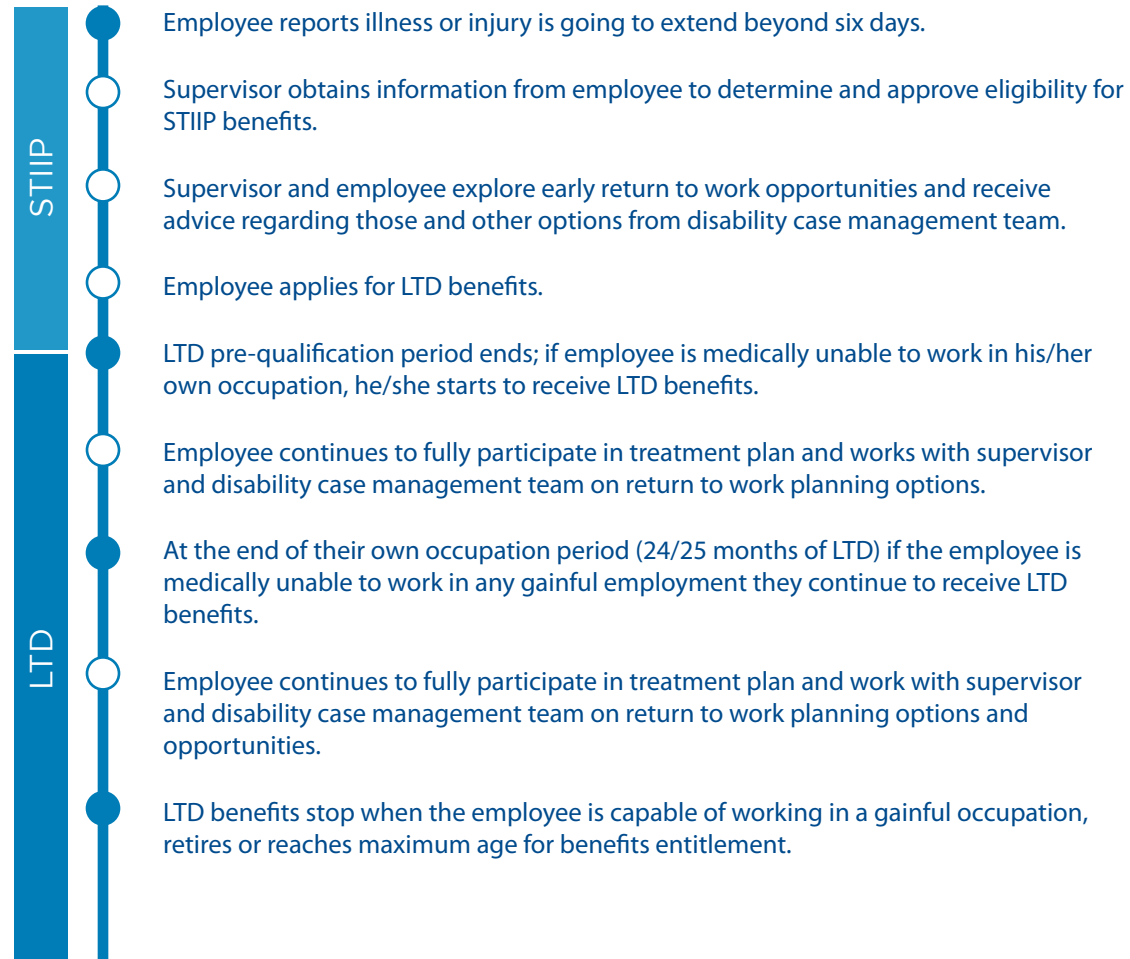 STIIP
Employee reports illness or injury is going to extend beyond six days.
Supervisor obtains information from employee to determine and approve eligibility for
STIIP benefits.
Supervisor and employee explore early return to work opportunities and receive
advice regarding those and other options from disability case management team.
Employee applies for LTD benefits.
LTD
LTD pre-qualification period ends; if employee is medically unable to work in his/her
own occupation, he/she starts to receive LTD benefits.
Employee continues to fully participate in treatment plan and works with supervisor
and disability case management team on return to work planning options.
At the end of their own occupation period (24/25 months of LTD) if the employee is
medically unable to work in any gainful employment they continue to receive LTD
benefits.
Employee continues to fully participate in treatment plan and work with supervisor
and disability case management team on return to work planning options and
opportunities.
LTD benefits stop when the employee is capable of working in a gainful occupation,
retires or reaches maximum age for benefits entitlement.